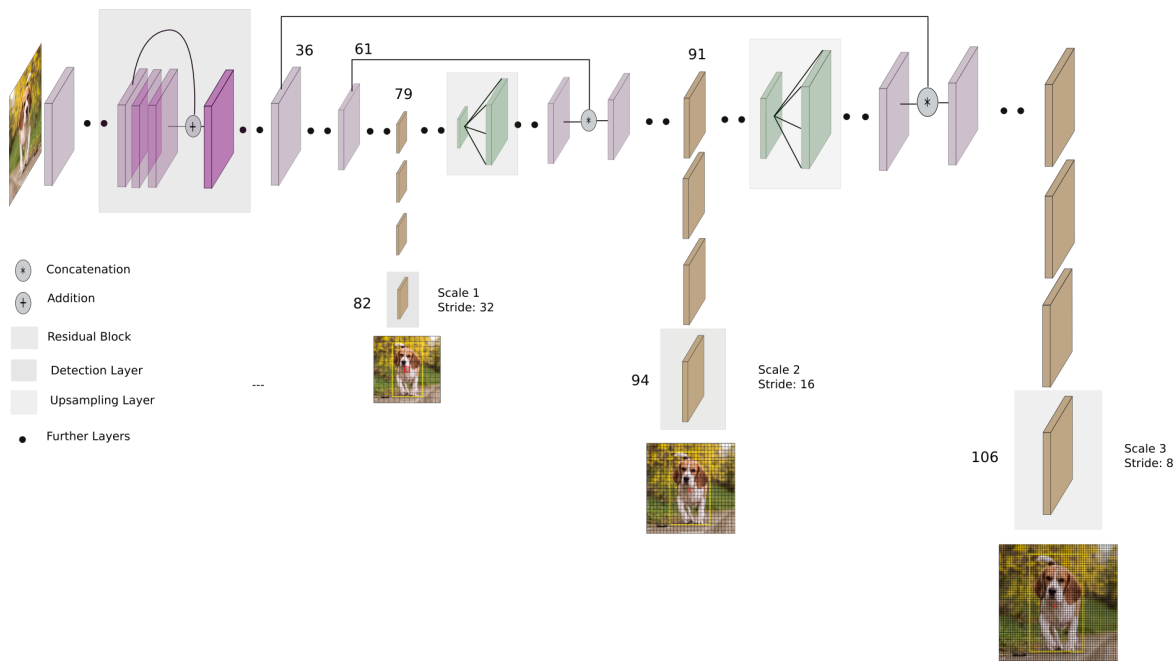 36
61
91
79
Concatenation
Addition
Residual Block
Detection Layer
Upsampling Layer
Further Layers
---
82
Scale 1
Stride: 32
94
Scale 2
Stride: 16
106
Scale 3
Stride: 8